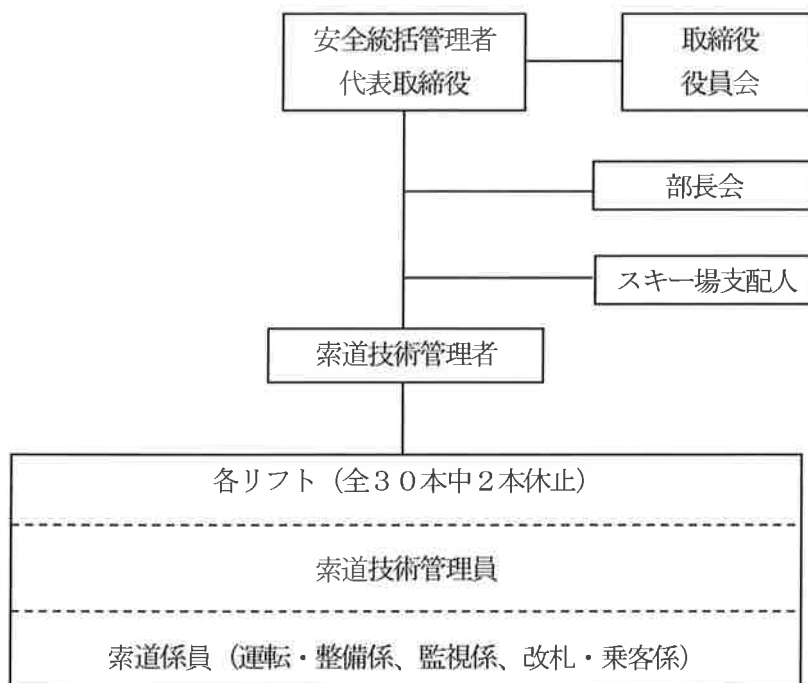 安全統括管理者
代表取締役
取締役
役員会
部長会
スキー場支配人
索道技術管理者
各リフト（全３０本中２本休止）
索道技術管理員
索道係員（運転・整備係、監視係、改札・乗客係）